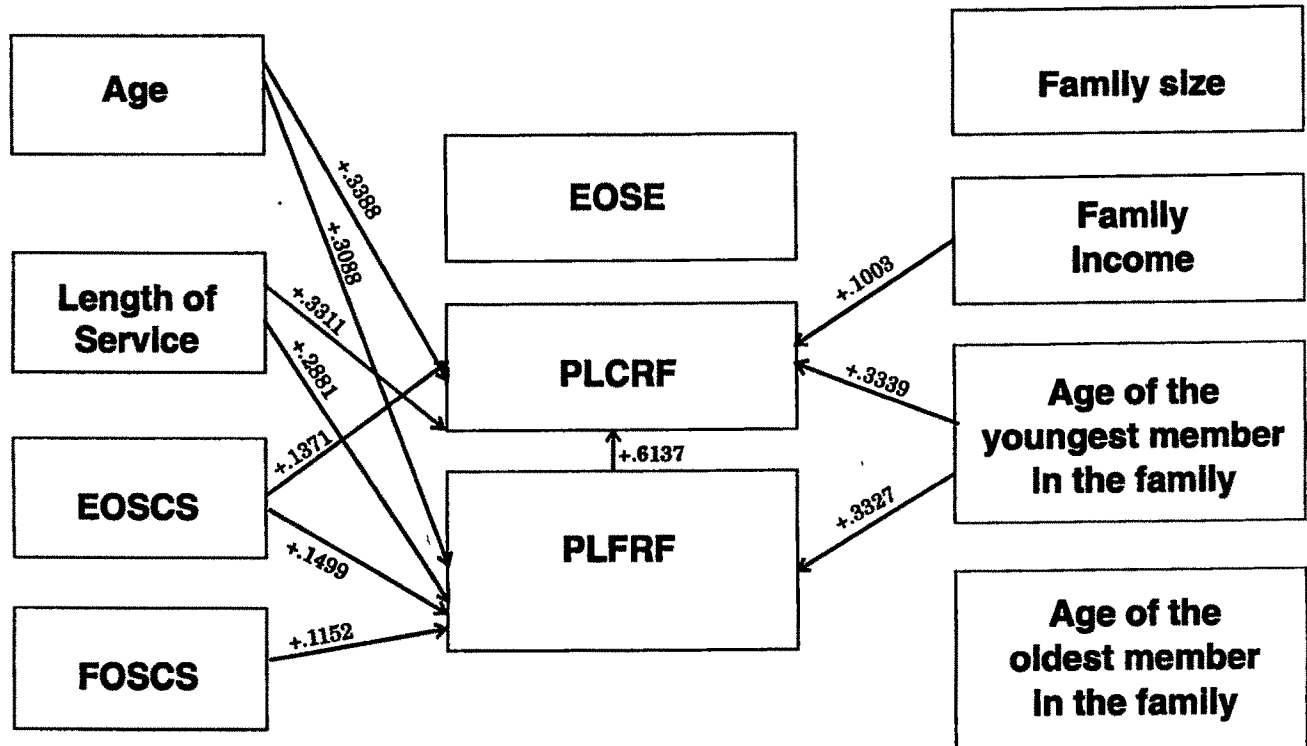 Age
Length of
Service
EOSCS
FOSCS
+.3388
+.3088
+.3311
+.2881
+.1371
+.1499
+.1152
EOSE
PLCRF
+.6137
PLFRF
+.1003
+.3339
+.3327
Family size
Family
Income
Age of the
youngest member
in the family
Age of the
oldest member
in the family